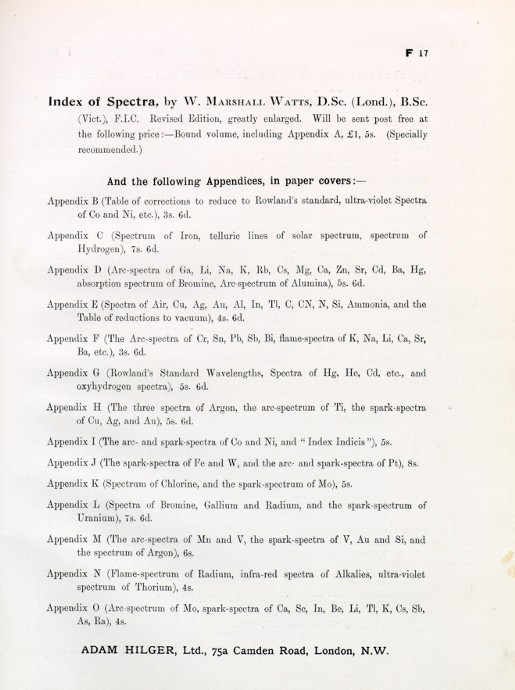 F 17
Index of Spectra, by W. Marshall Watts, D.Sc. (Lond.), B.Sc.
(Vict.), F.I.C. Revised Edition, greatly enlarged. Will be sent post free at
the following price:—Bound volume, including Appendix A, £1, 5s. (Specially
recommended.)
And the following Appendices, in paper covers:—
Appendix B (Table of corrections to reduce to Rowland's standard, ultra-violet Spectra
of Co and Ni, etc.), 3s. 6d.
Appendix C (Spectrum of Iron, telluric lines of solar spectrum, spectrum of
Hydrogen), 7s. 6d.
Appendix D (Arc-spectra of Ga, Li, Na, K, Rb, Cs, Mg, Ca, Zn, Sr, Cd, Ba, Hg,
absorption spectrum of Bromine, Arc-spectrum of Alumina), 5s. 6d.
Appendix E (Spectra of Air, Cu, Ag, Au, Al, In, Tl, C, CN, N, Si, Ammonia, and the
Table of reductions to vacuum), 4s. 6d.
Appendix F (The Arc-spectra of Cr, Sn, Pb, Sb, Bi, flame-spectra of K, Na, Li, Ca, Sr,
Ba, etc.), 3s. 6d.
Appendix G (Rowland's Standard Wavelengths, Spectra of Hg, He, Cd, etc., and
oxyhydrogen spectra), 5s. 6d.
Appendix H (The three spectra of Argon, the arc-spectrum of Ti, the spark-spectra
of Cu, Ag, and Au), 5s. 6d.
Appendix I (The arc- and spark-spectra of Co and Ni, and "Index Indicis"), 5s.
Appendix J (The spark-spectra of Fe and W, and the arc- and spark-spectra of Pt), 8s.
Appendix K (Spectrum of Chlorine, and the spark-spectrum of Mo), 5s.
Appendix L (Spectra of Bromine, Gallium and Radium, and the spark-spectrum of
Uranium), 7s. 6d.
Appendix M (The arc-spectra of Mn and V, the spark-spectra of V, Au and Si, and
the spectrum of Argon), 6s.
Appendix N (Flame-spectrum of Radium, infra-red spectra of Alkalies, ultra-violet
spectrum of Thorium), 4s.
Appendix O (Arc-spectrum of Mo, spark-spectra of Ca, Sc, In, Be, Li, Tl, K, Cs, Sb,
As, Ra), 4s.
ADAM HILGER, Ltd., 75a Camden Road, London, N.W.